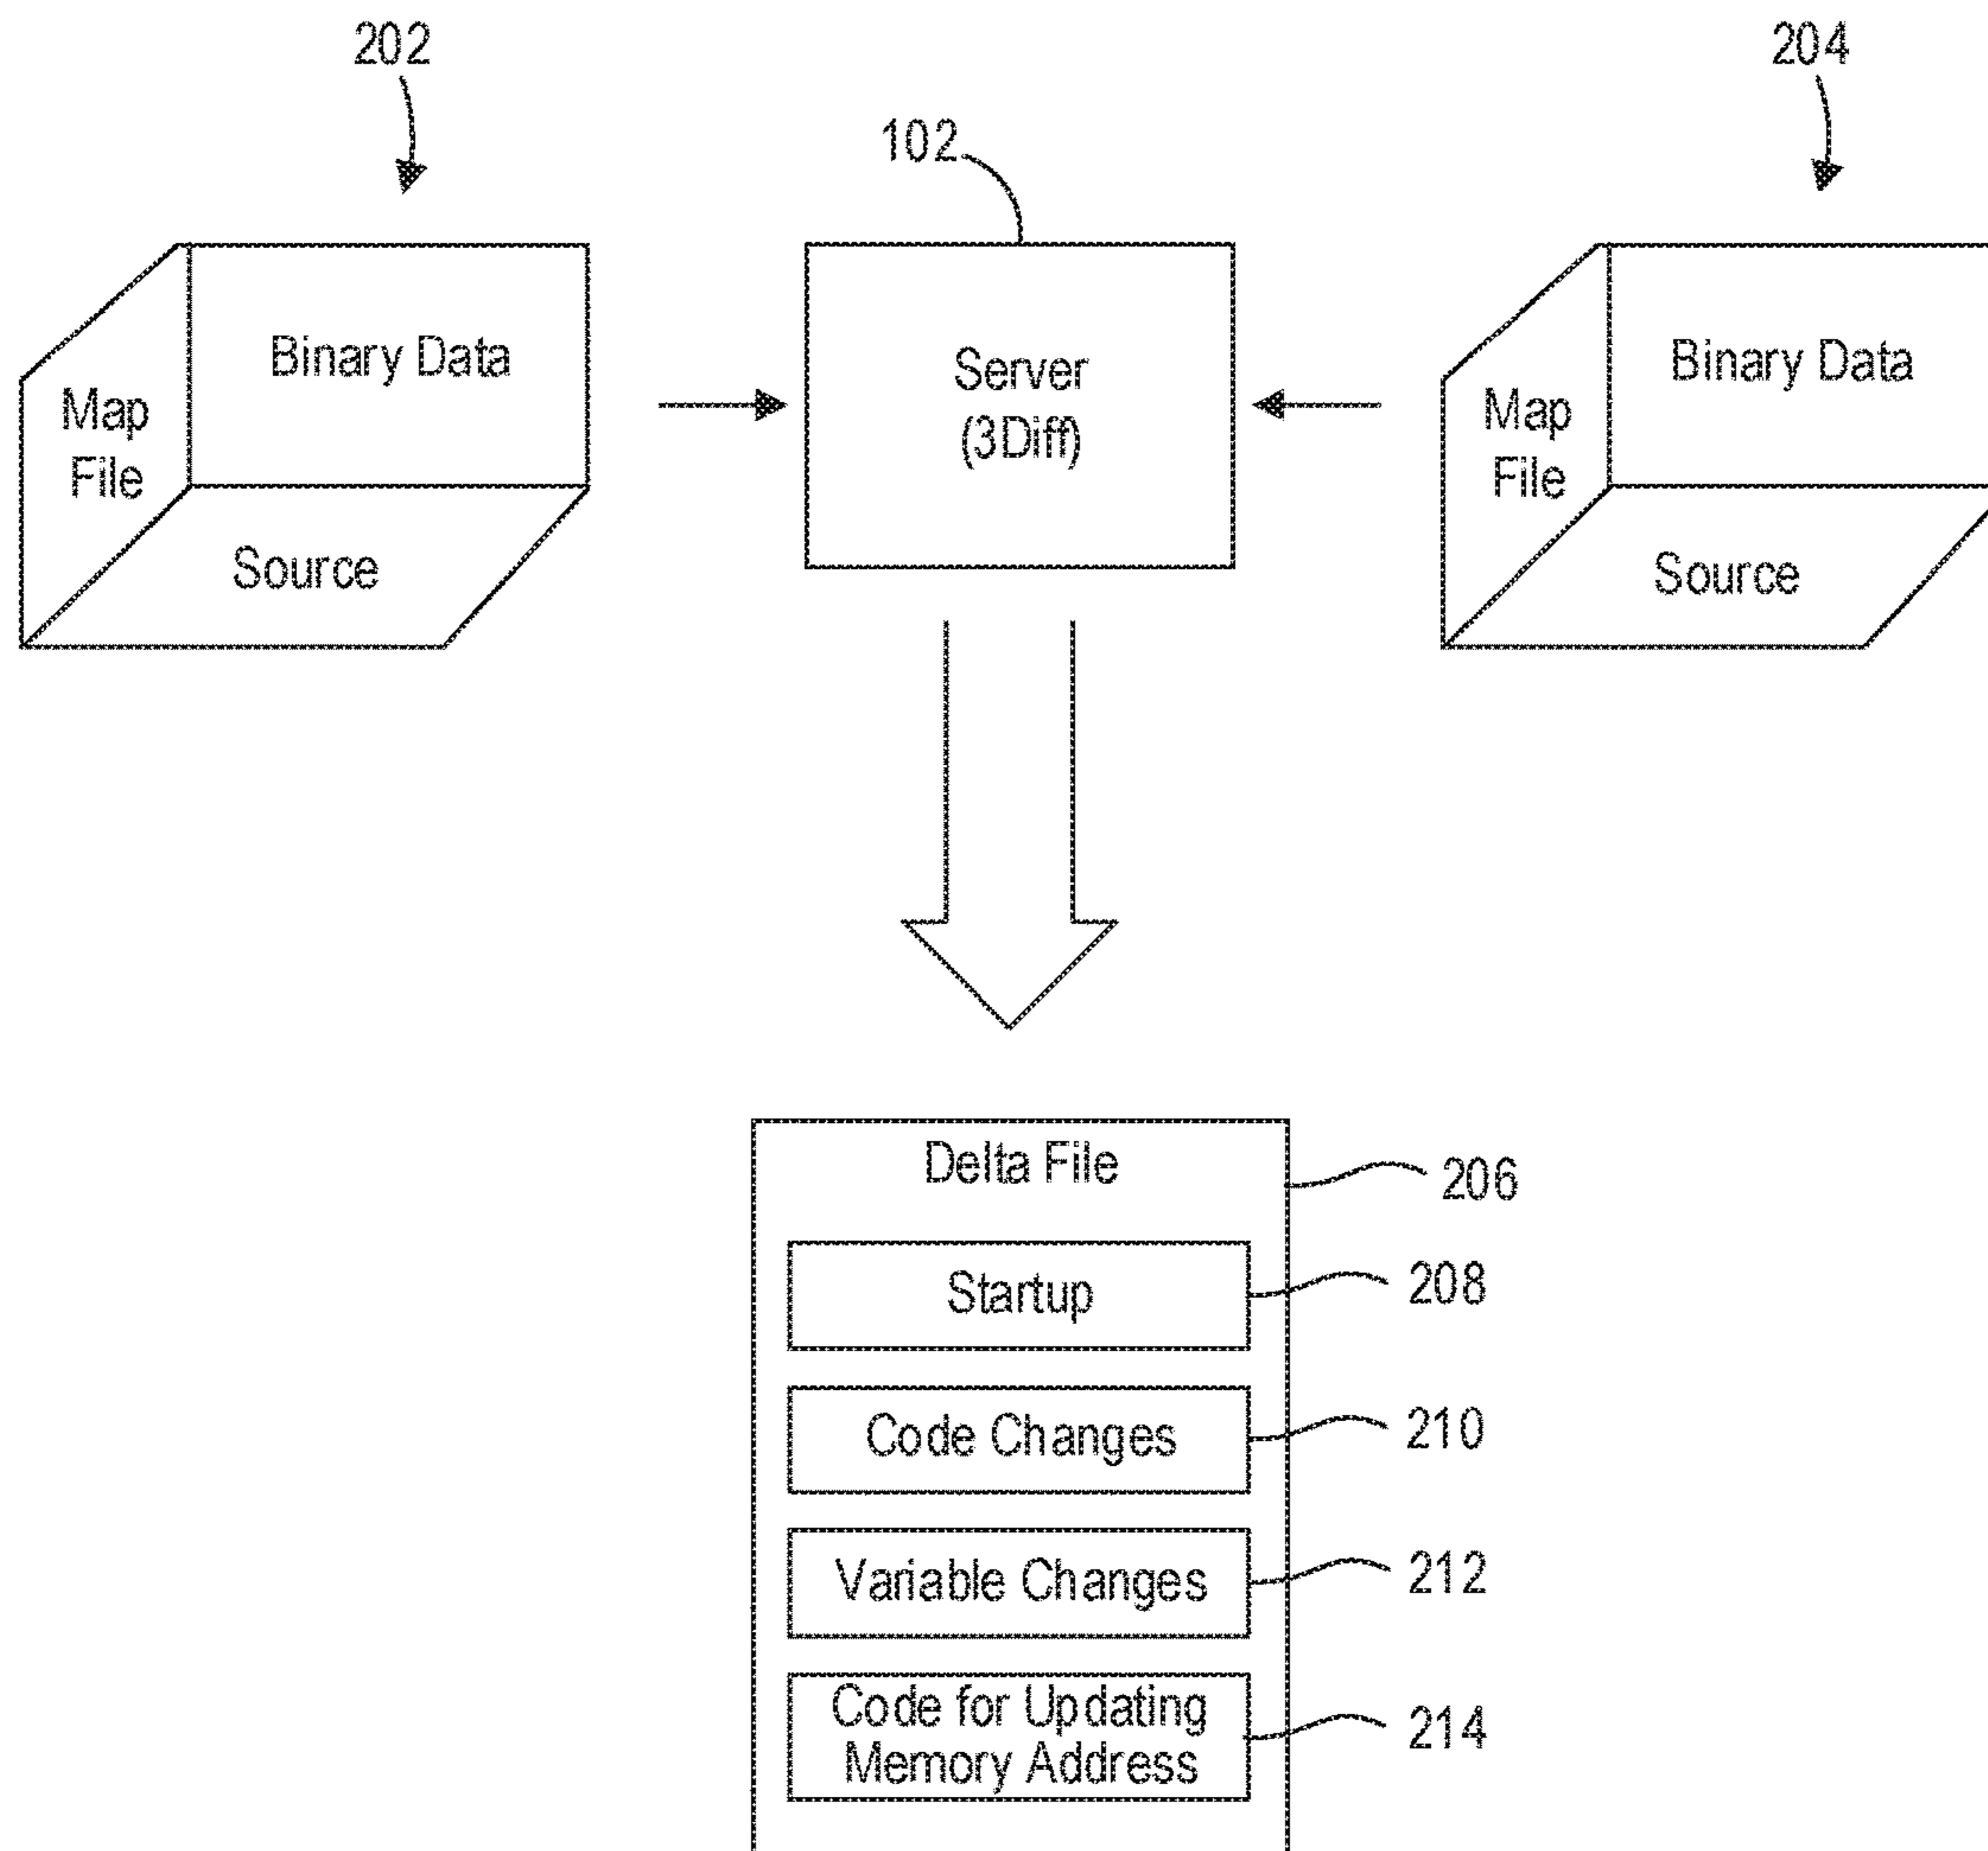 202
204
102
Binary Data
Map
File
Source
Server
(3Diff)
Binary Data
Map
File
Source
Delta File
206
Startup
208
Code Changes
210
Variable Changes
212
Code for Updating
Memory Address
214